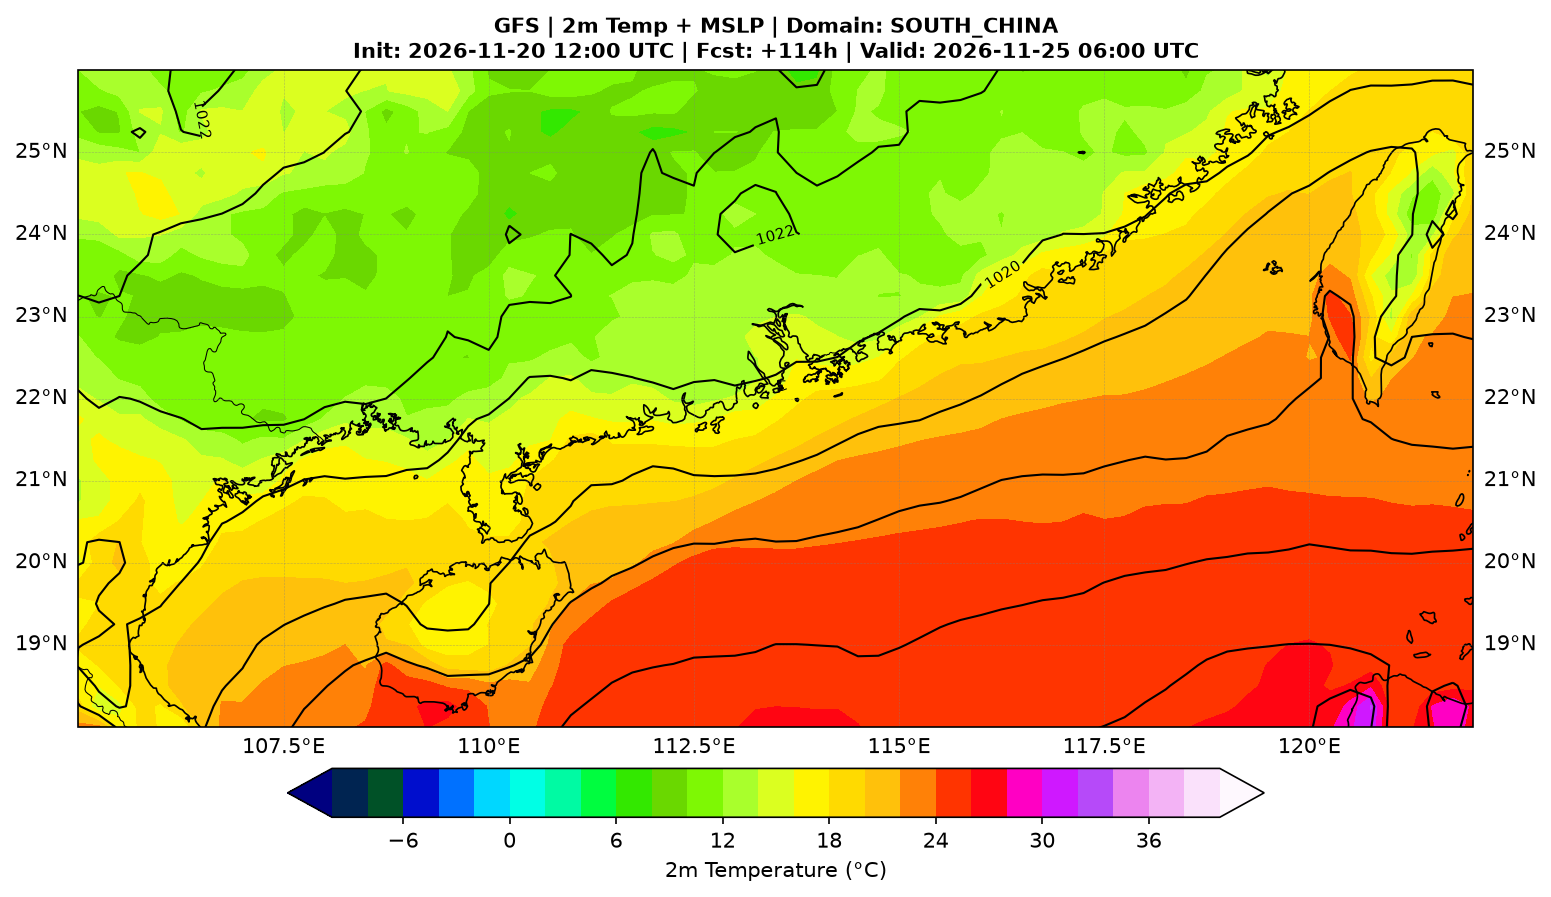 GFS | 2m Temp + MSLP | Domain: SOUTH_CHINA
Init: 2026-11-20 12:00 UTC | Fcst: +114h | Valid: 2026-11-25 06:00 UTC
1022
25°N
25°N
24°N
1022
24°N
1020
23°N
23°N
22°N
22°N
21°N
21°N
20°N
20°N
19°N
19°N
107.5°E
110°E
112.5°E
115°E
117.5°E
120°E
−6
0
6
12
18
24
30
36
2m Temperature (°C)